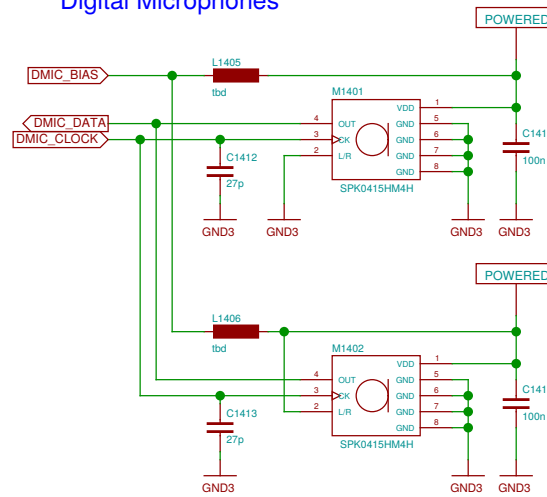 Digital Microphones
POWERED
L1405
DMIC_BIAS
tbd
M1401
VDD 1
DMIC_DATA
4 OUT GND 5
DMIC_CLOCK
3 CK GND 6
C141
2 L/R GND 7
C1412
100n
GND 8
27p
SPK0415HM4H
GND3 GND3 GND3 GND3
POWERED
L1406
tbd
M1402
VDD 1
4 OUT GND 5
3 CK GND 6
C141
2 L/R GND 7
C1413
100n
GND 8
27p
SPK0415HM4H
GND3 GND3 GND3